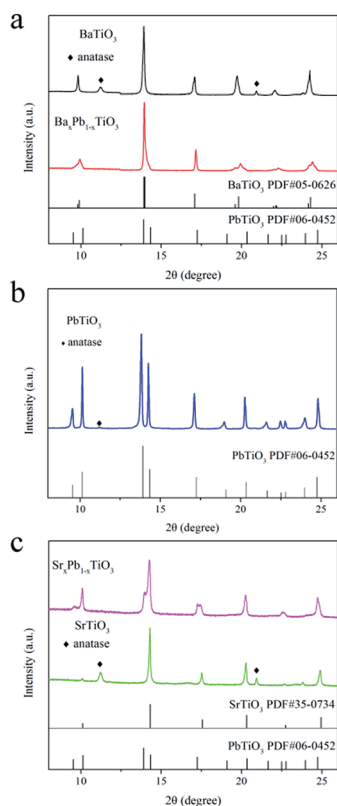 a
BaTiO3
♦ anatase
BaxPb1-xTiO3
BaTiO3 PDF#05-0626
PbTiO3 PDF#06-0452
Intensity (a.u.)
10 15 20 25
2θ (degree)
b
PbTiO3
♦ anatase
PbTiO3 PDF#06-0452
Intensity (a.u.)
10 15 20 25
2θ (degree)
c
SrxPb1-xTiO3
SrTiO3
♦ anatase
SrTiO3 PDF#35-0734
PbTiO3 PDF#06-0452
Intensity (a.u.)
10 15 20 25
2θ (degree)